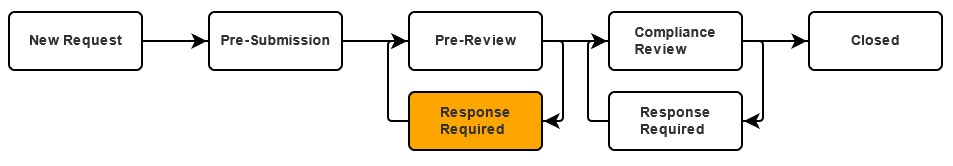 New Request
Pre-Submission
Pre-Review
Compliance
Review
Closed
Response
Required
Response
Required